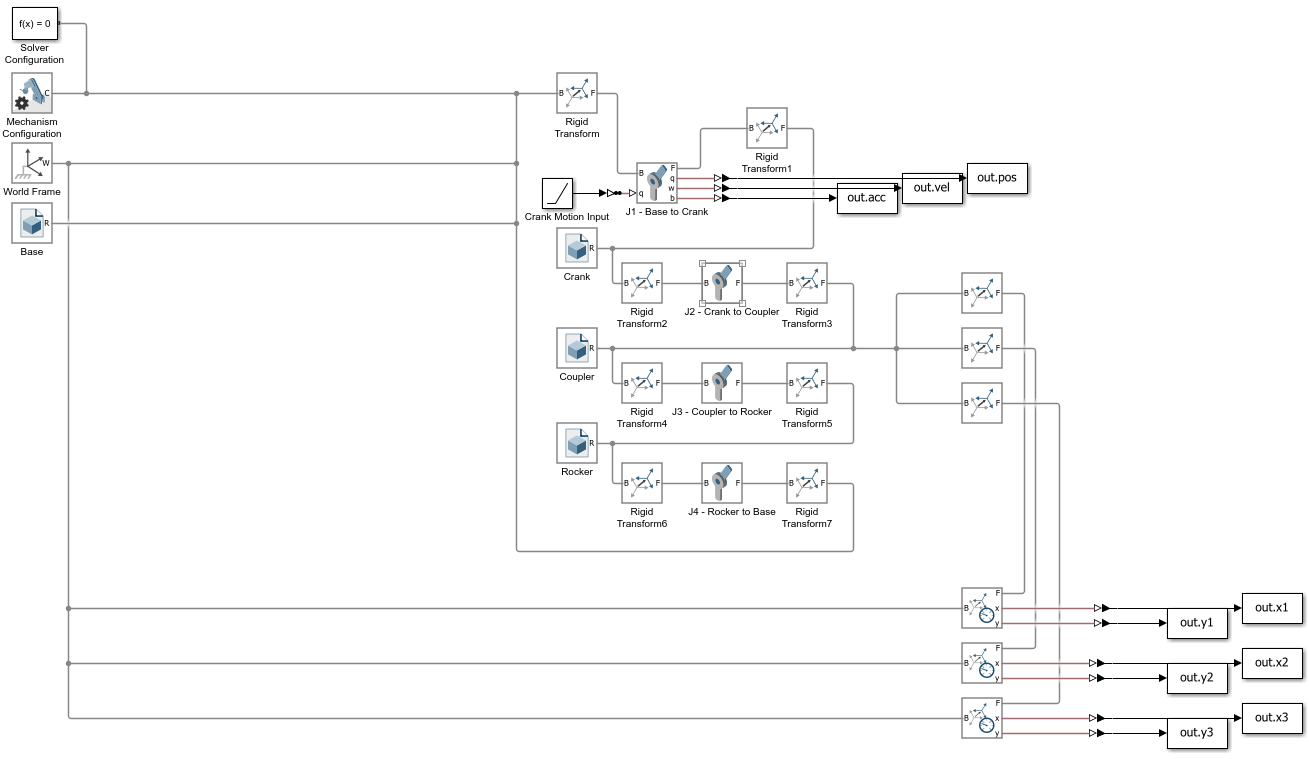 f(x) = 0
Solver
Configuration
C
Mechanism
Configuration
W
World Frame
R
Base
B F
Rigid
Transform
B F
Rigid
Transform1
B F
q q
w
b
J1 - Base to Crank
Crank Motion Input
out.acc
out.vel
out.pos
R
Crank
B F
Rigid
Transform2
B F
J2 - Crank to Coupler
B F
Rigid
Transform3
R
Coupler
B F
Rigid
Transform4
B F
J3 - Coupler to Rocker
B F
Rigid
Transform5
R
Rocker
B F
Rigid
Transform6
B F
J4 - Rocker to Base
B F
Rigid
Transform7
B F
B F
B F
F
B x
y
out.x1
out.y1
F
B x
y
out.x2
out.y2
F
B x
y
out.x3
out.y3